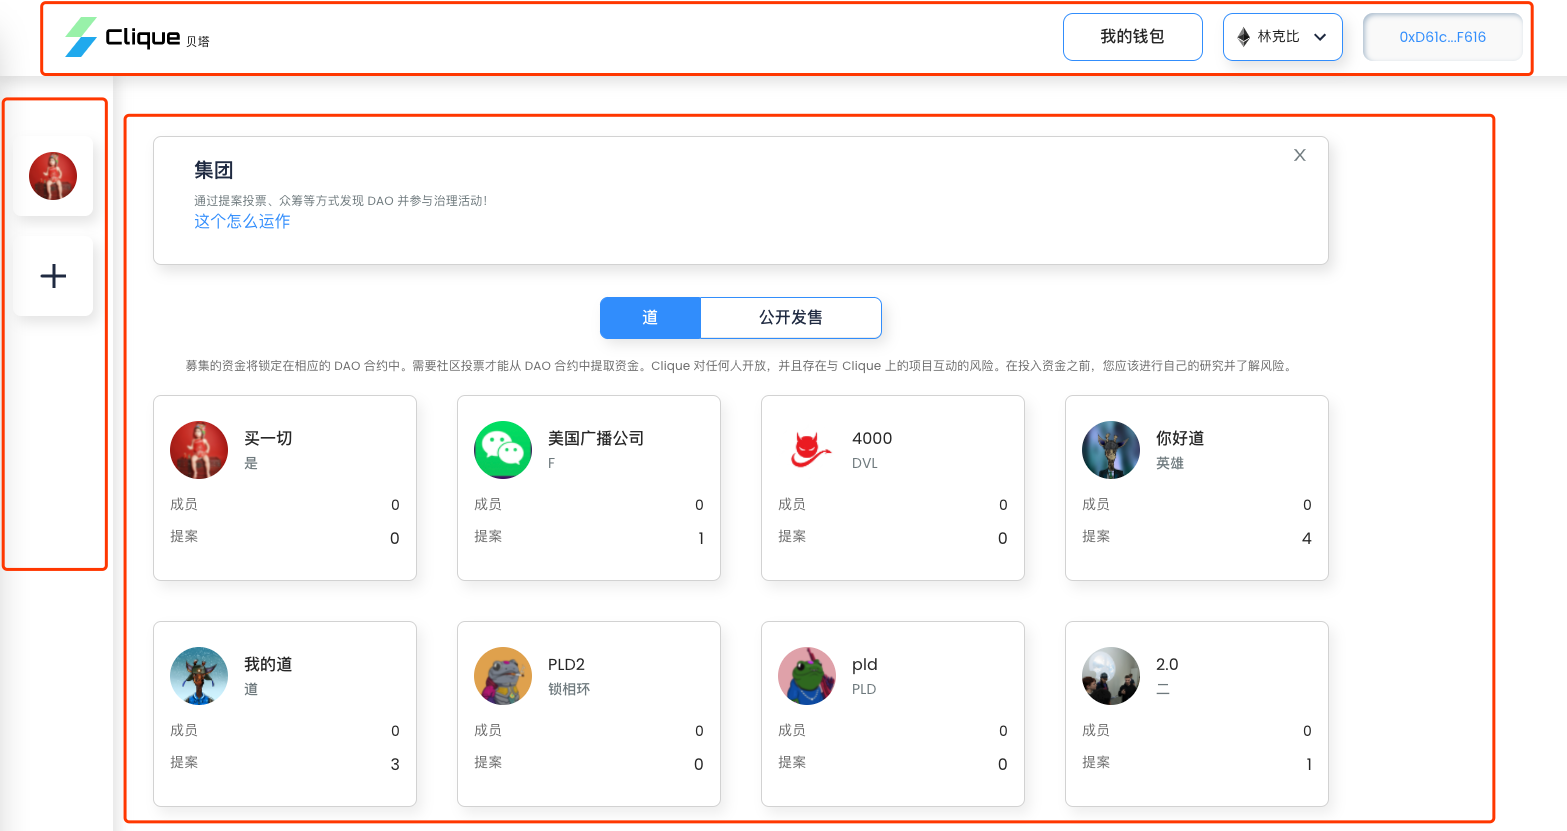 Clique 贝塔
我的钱包
林克比
0xD61c...F616
集团
X
通过提案投票、众筹等方式发现 DAO 并参与治理活动！
这个怎么运作
道
公开发售
募集的资金将锁定在相应的 DAO 合约中。需要社区投票才能从 DAO 合约中提取资金。Clique 对任何人开放，并且存在与 Clique 上的项目互动的风险。在投入资金之前，您应该进行自己的研究并了解风险。
买一切
是
成员 0
提案 0
美国广播公司
F
成员 0
提案 1
4000
DVL
成员 0
提案 0
你好道
英雄
成员 0
提案 4
我的道
道
成员 0
提案 3
PLD2
锁相环
成员 0
提案 0
pld
PLD
成员 0
提案 0
2.0
二
成员 0
提案 1